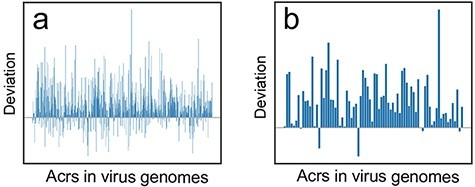 a
Deviation
Acrs in virus genomes
b
Deviation
Acrs in virus genomes